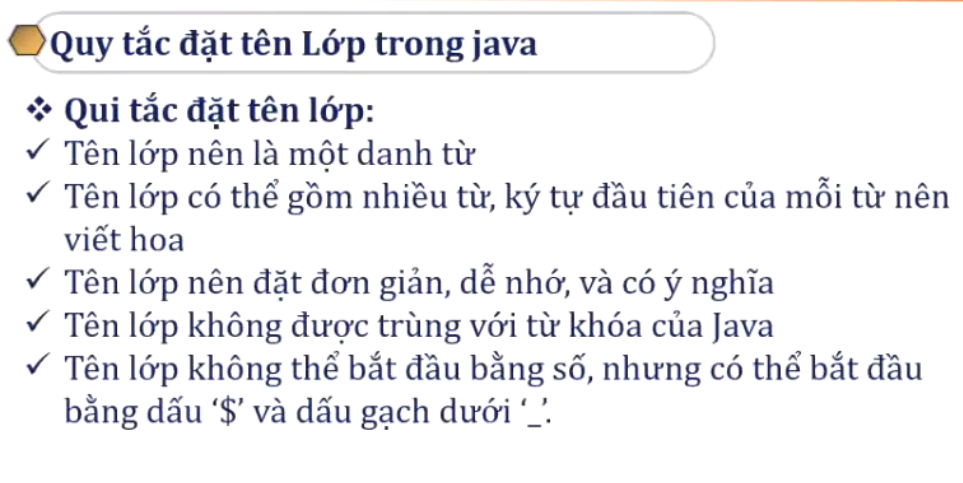 Quy tắc đặt tên Lớp trong java
❖ Qui tắc đặt tên lớp:
✓ Tên lớp nên là một danh từ
✓ Tên lớp có thể gồm nhiều từ, ký tự đầu tiên của mỗi từ nên
viết hoa
✓ Tên lớp nên đặt đơn giản, dễ nhớ, và có ý nghĩa
✓ Tên lớp không được trùng với từ khóa của Java
✓ Tên lớp không thể bắt đầu bằng số, nhưng có thể bắt đầu
bằng dấu ‘$’ và dấu gạch dưới ‘_’.